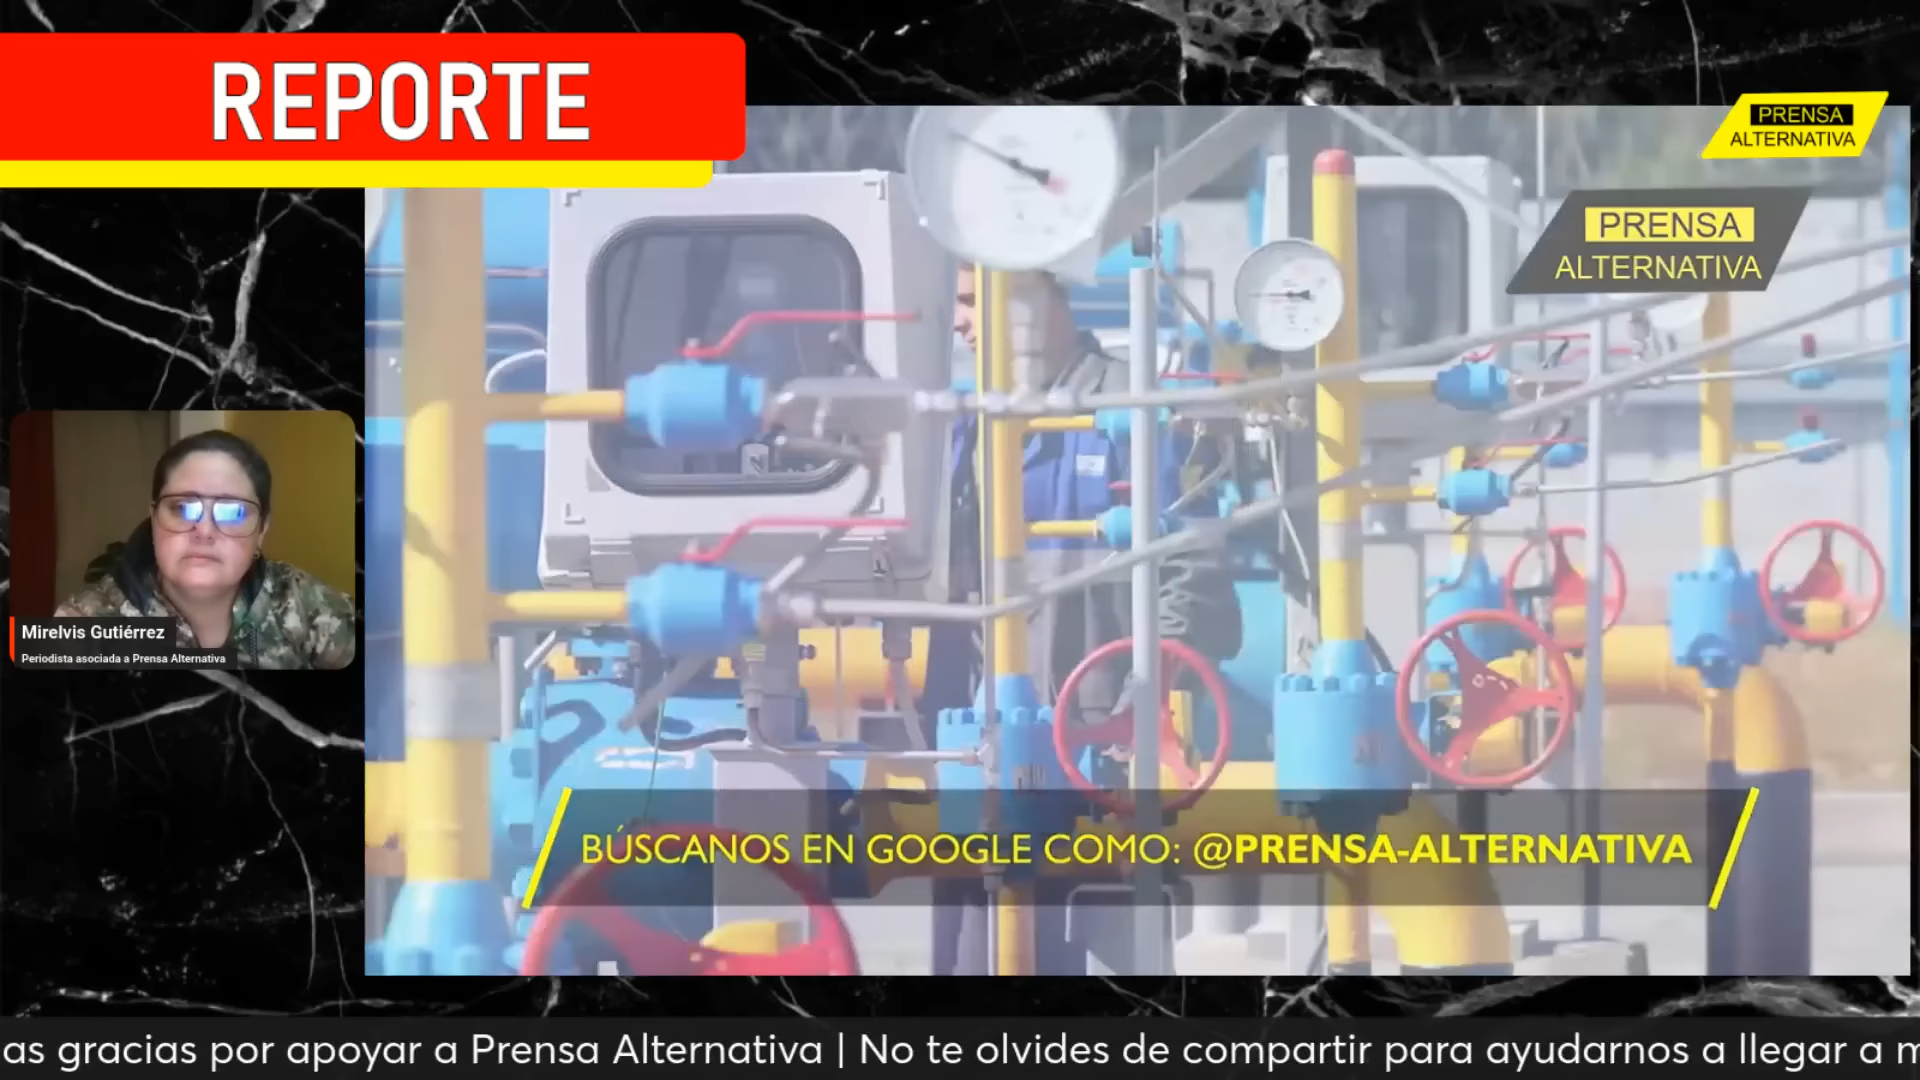 REPORTE
PRENSA
ALTERNATIVA
PRENSA
ALTERNATIVA
Mirelvis Gutiérrez
Periodista asociada a Prensa Alternativa
BÚSCANOS EN GOOGLE COMO: @PRENSA-ALTERNATIVA
as gracias por apoyar a Prensa Alternativa | No te olvides de compartir para ayudarnos a llegar a m